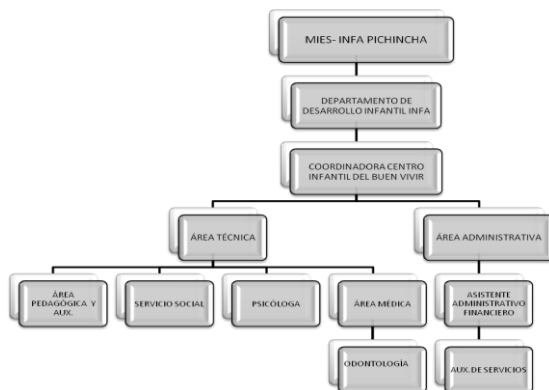 MIES- INFA PICHINCHA
DEPARTAMENTO DE
DESARROLLO INFANTIL INFA
COORDINADORA CENTRO
INFANTIL DEL BUEN VIVIR
ÁREA TÉCNICA
ÁREA ADMINISTRATIVA
ÁREA
PEDAGÓGICA Y
AUX.
SERVICIO SOCIAL
PSICÓLOGA
ÁREA MÉDICA
ASISTENTE
ADMINISTRATIVO
FINANCIERO
ODONTOLOGÍA
AUX. DE SERVICIOS